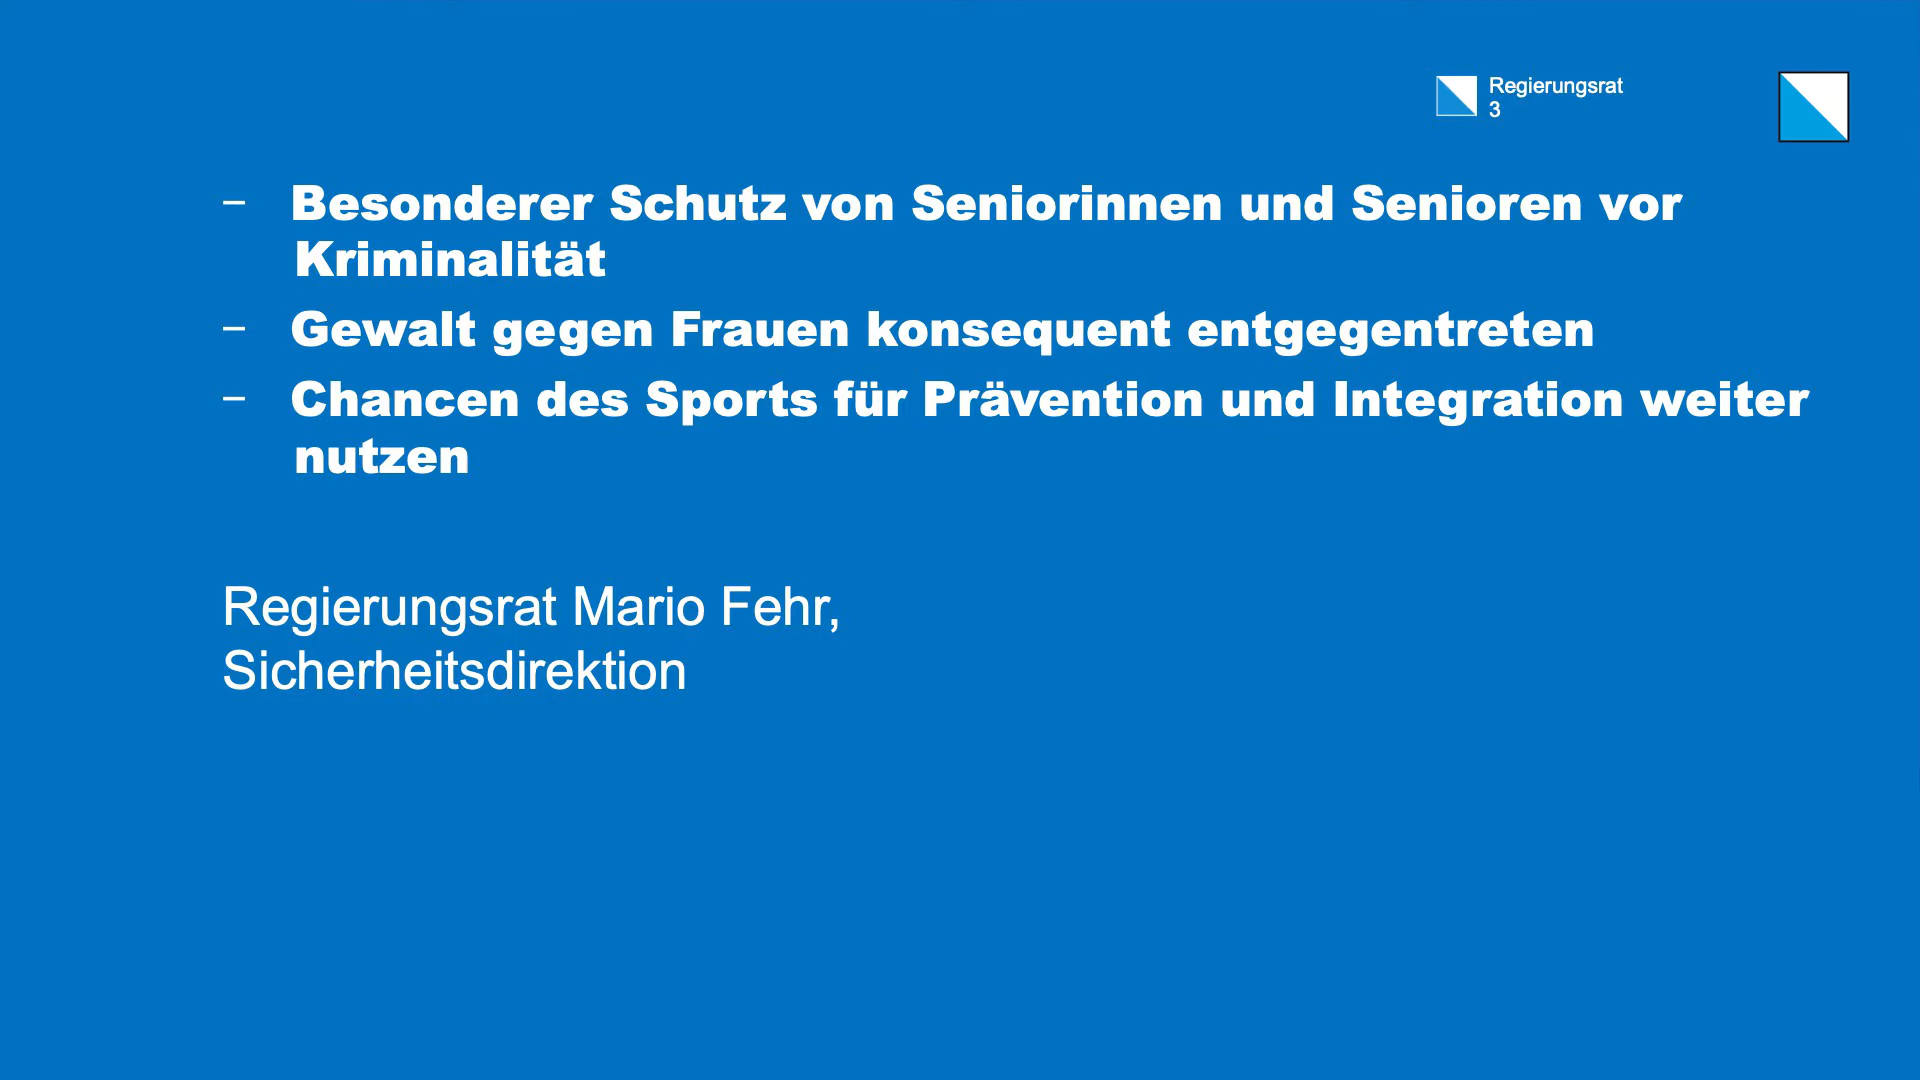 Regierungsrat
3
– Besonderer Schutz von Seniorinnen und Senioren vor
Kriminalität
– Gewalt gegen Frauen konsequent entgegentreten
– Chancen des Sports für Prävention und Integration weiter
nutzen
Regierungsrat Mario Fehr,
Sicherheitsdirektion